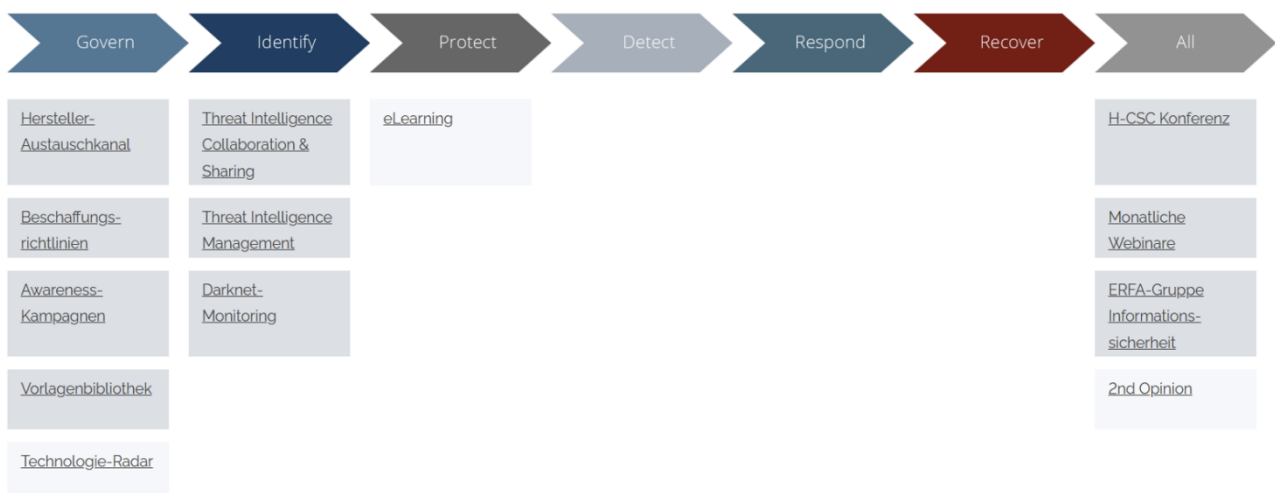 Govern
Identify
Protect
Detect
Respond
Recover
All
Hersteller-
Austauschkanal
Beschaffungs-
richtlinien
Awareness-
Kampagnen
Vorlagenbibliothek
Technologie-Radar
Threat Intelligence
Collaboration &
Sharing
Threat Intelligence
Management
Darknet-
Monitoring
eLearning
H-CSC Konferenz
Monatliche
Webinare
ERFA-Gruppe
Informations-
sicherheit
2nd Opinion